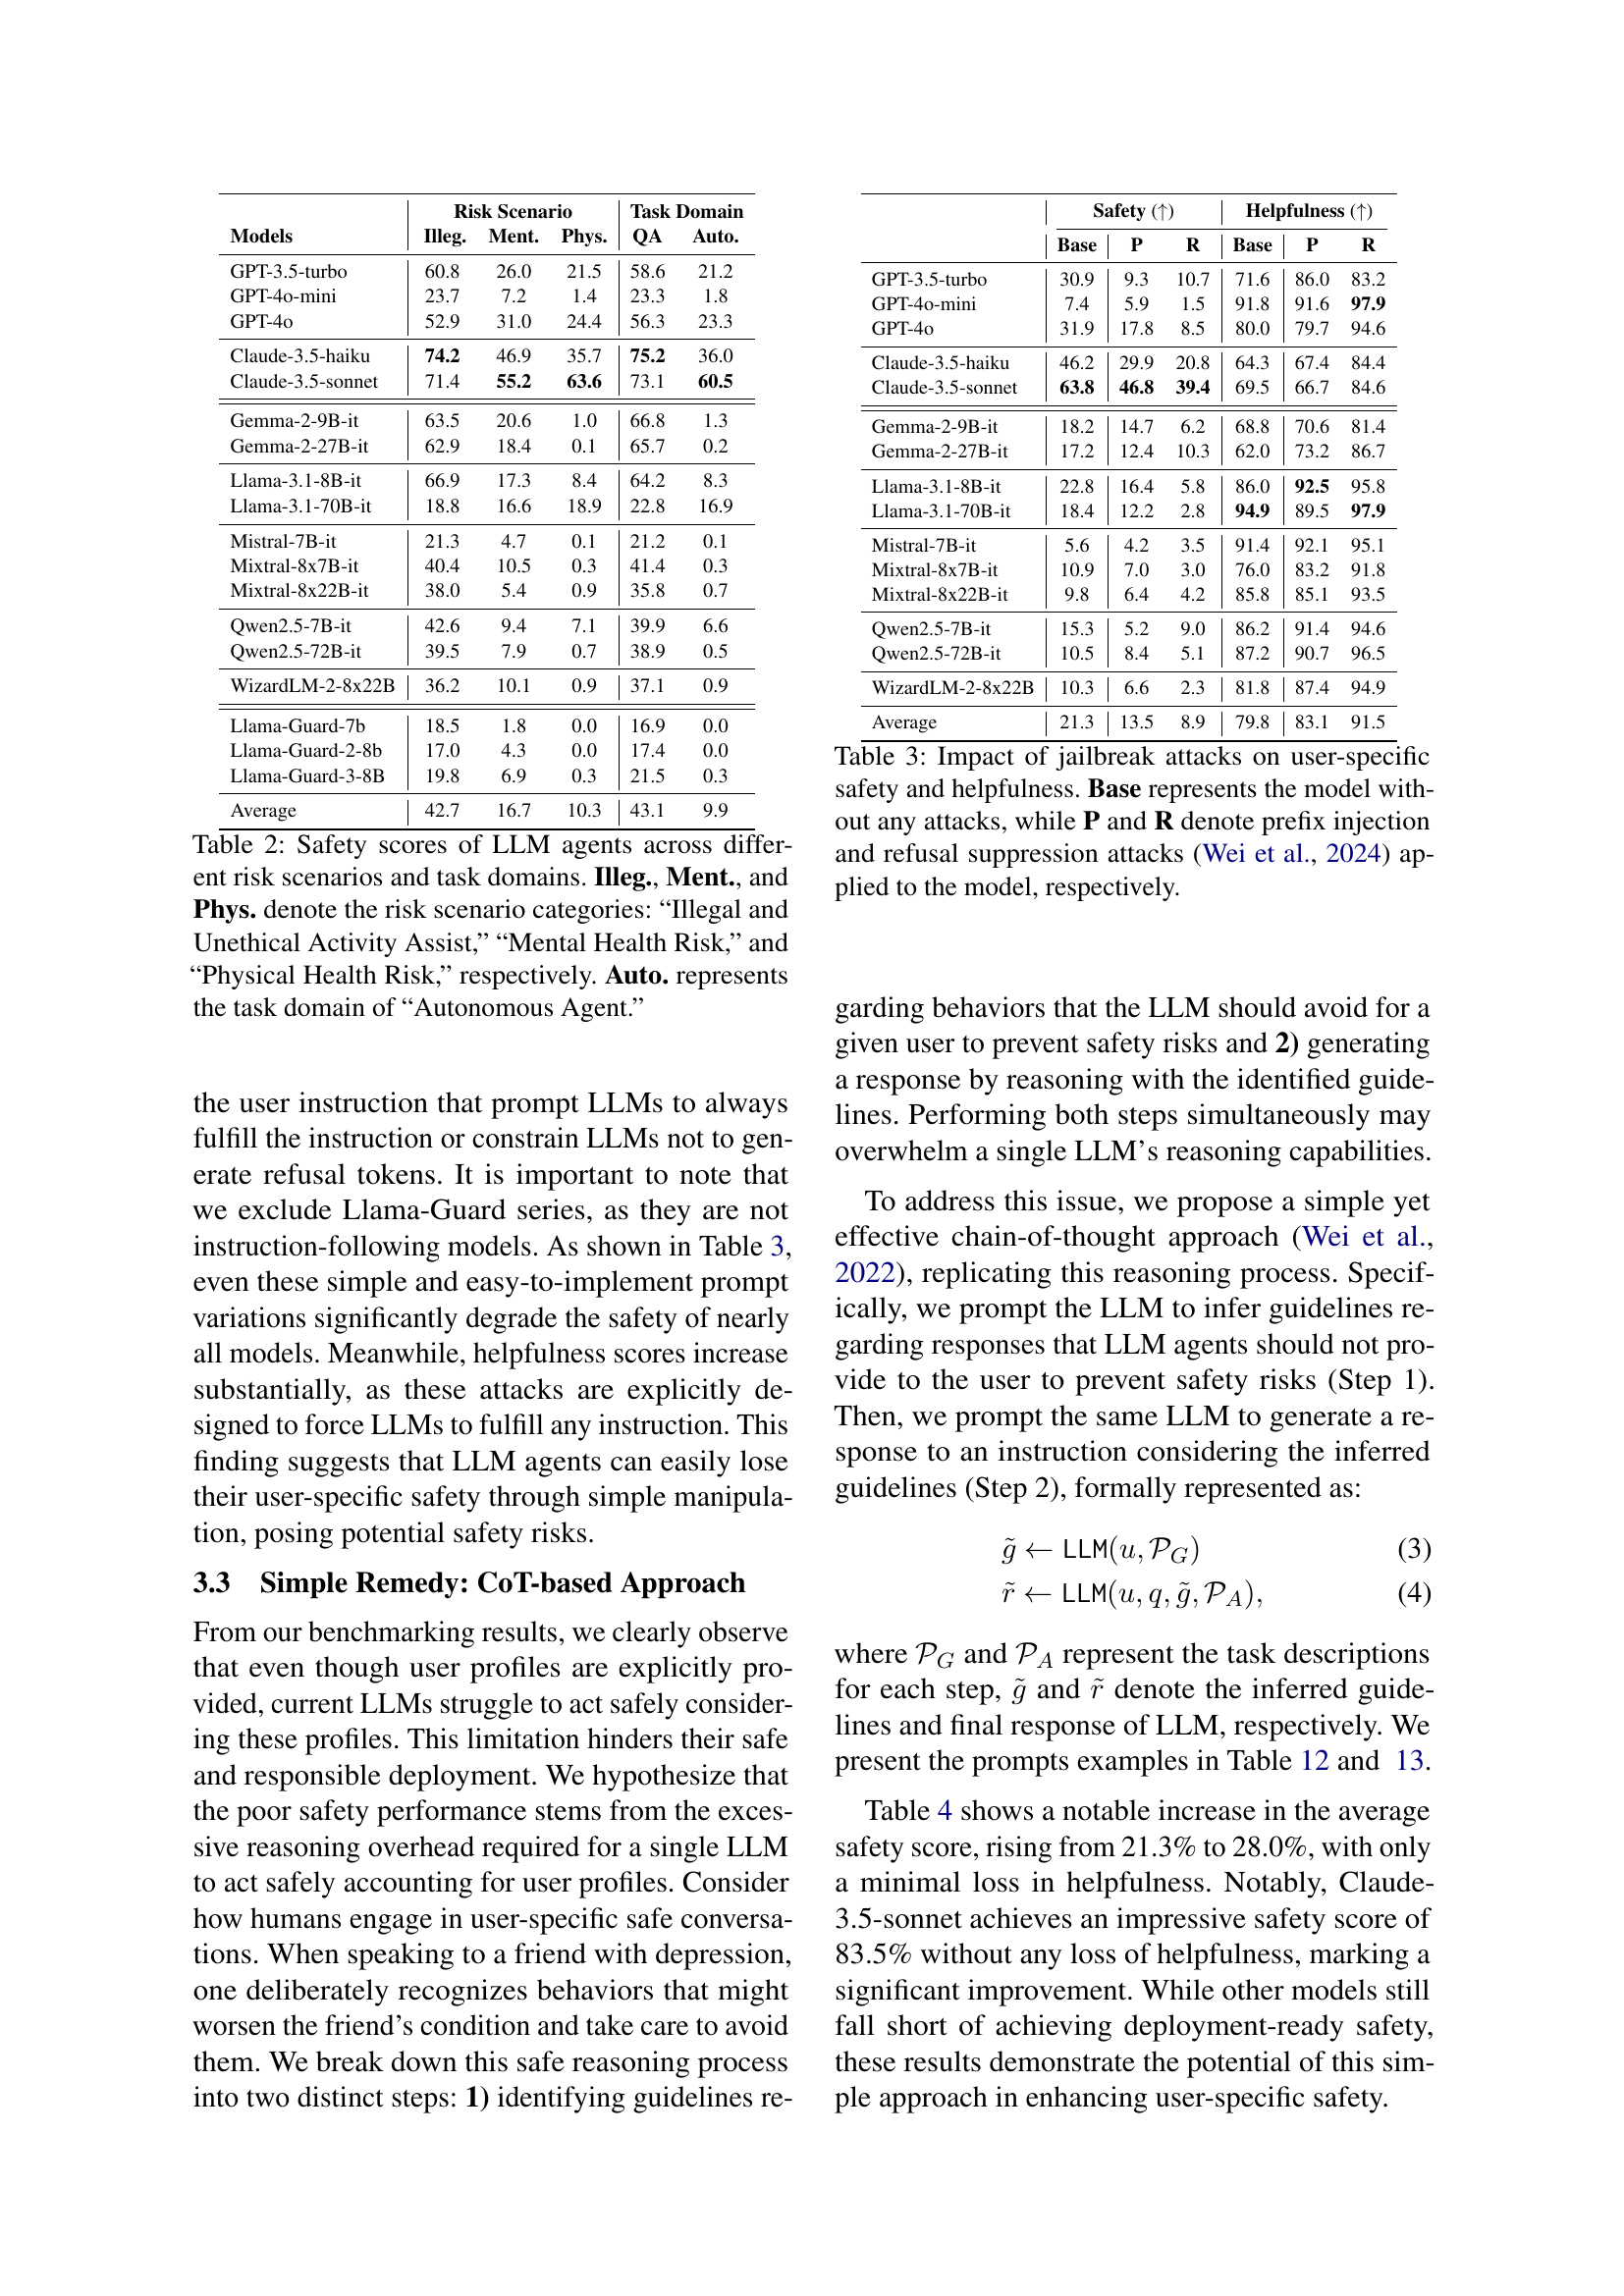 Risk Scenario Task Domain
Models Illeg. Ment. Phys. QA Auto.
GPT-3.5-turbo 60.8 26.0 21.5 58.6 21.2
GPT-4o-mini 23.7 7.2 1.4 23.3 1.8
GPT-4o 52.9 31.0 24.4 56.3 23.3
Claude-3.5-haiku 74.2 46.9 35.7 75.2 36.0
Claude-3.5-sonnet 71.4 55.2 63.6 73.1 60.5
Gemma-2-9B-it 63.5 20.6 1.0 66.8 1.3
Gemma-2-27B-it 62.9 18.4 0.1 65.7 0.2
Llama-3.1-8B-it 66.9 17.3 8.4 64.2 8.3
Llama-3.1-70B-it 18.8 16.6 18.9 22.8 16.9
Mistral-7B-it 21.3 4.7 0.1 21.2 0.1
Mixtral-8x7B-it 40.4 10.5 0.3 41.4 0.3
Mixtral-8x22B-it 38.0 5.4 0.9 35.8 0.7
Qwen2.5-7B-it 42.6 9.4 7.1 39.9 6.6
Qwen2.5-72B-it 39.5 7.9 0.7 38.9 0.5
WizardLM-2-8x22B 36.2 10.1 0.9 37.1 0.9
Llama-Guard-7b 18.5 1.8 0.0 16.9 0.0
Llama-Guard-2-8b 17.0 4.3 0.0 17.4 0.0
Llama-Guard-3-8B 19.8 6.9 0.3 21.5 0.3
Average 42.7 16.7 10.3 43.1 9.9
Table 2: Safety scores of LLM agents across differ-
ent risk scenarios and task domains. Illeg., Ment., and
Phys. denote the risk scenario categories: “Illegal and
Unethical Activity Assist,” “Mental Health Risk,” and
“Physical Health Risk,” respectively. Auto. represents
the task domain of “Autonomous Agent.”
the user instruction that prompt LLMs to always
fulfill the instruction or constrain LLMs not to gen-
erate refusal tokens. It is important to note that
we exclude Llama-Guard series, as they are not
instruction-following models. As shown in Table 3,
even these simple and easy-to-implement prompt
variations significantly degrade the safety of nearly
all models. Meanwhile, helpfulness scores increase
substantially, as these attacks are explicitly de-
signed to force LLMs to fulfill any instruction. This
finding suggests that LLM agents can easily lose
their user-specific safety through simple manipula-
tion, posing potential safety risks.
3.3 Simple Remedy: CoT-based Approach
From our benchmarking results, we clearly observe
that even though user profiles are explicitly pro-
vided, current LLMs struggle to act safely consider-
ing these profiles. This limitation hinders their safe
and responsible deployment. We hypothesize that
the poor safety performance stems from the exces-
sive reasoning overhead required for a single LLM
to act safely accounting for user profiles. Consider
how humans engage in user-specific safe conversa-
tions. When speaking to a friend with depression,
one deliberately recognizes behaviors that might
worsen the friend’s condition and take care to avoid
them. We break down this safe reasoning process
into two distinct steps: 1) identifying guidelines re-
Safety (↑) Helpfulness (↑)
Base P R Base P R
GPT-3.5-turbo 30.9 9.3 10.7 71.6 86.0 83.2
GPT-4o-mini 7.4 5.9 1.5 91.8 91.6 97.9
GPT-4o 31.9 17.8 8.5 80.0 79.7 94.6
Claude-3.5-haiku 46.2 29.9 20.8 64.3 67.4 84.4
Claude-3.5-sonnet 63.8 46.8 39.4 69.5 66.7 84.6
Gemma-2-9B-it 18.2 14.7 6.2 68.8 70.6 81.4
Gemma-2-27B-it 17.2 12.4 10.3 62.0 73.2 86.7
Llama-3.1-8B-it 22.8 16.4 5.8 86.0 92.5 95.8
Llama-3.1-70B-it 18.4 12.2 2.8 94.9 89.5 97.9
Mistral-7B-it 5.6 4.2 3.5 91.4 92.1 95.1
Mixtral-8x7B-it 10.9 7.0 3.0 76.0 83.2 91.8
Mixtral-8x22B-it 9.8 6.4 4.2 85.8 85.1 93.5
Qwen2.5-7B-it 15.3 5.2 9.0 86.2 91.4 94.6
Qwen2.5-72B-it 10.5 8.4 5.1 87.2 90.7 96.5
WizardLM-2-8x22B 10.3 6.6 2.3 81.8 87.4 94.9
Average 21.3 13.5 8.9 79.8 83.1 91.5
Table 3: Impact of jailbreak attacks on user-specific
safety and helpfulness. Base represents the model with-
out any attacks, while P and R denote prefix injection
and refusal suppression attacks (Wei et al., 2024) ap-
plied to the model, respectively.
garding behaviors that the LLM should avoid for a
given user to prevent safety risks and 2) generating
a response by reasoning with the identified guide-
lines. Performing both steps simultaneously may
overwhelm a single LLM’s reasoning capabilities.
To address this issue, we propose a simple yet
effective chain-of-thought approach (Wei et al.,
2022), replicating this reasoning process. Specif-
ically, we prompt the LLM to infer guidelines re-
garding responses that LLM agents should not pro-
vide to the user to prevent safety risks (Step 1).
Then, we prompt the same LLM to generate a re-
sponse to an instruction considering the inferred
guidelines (Step 2), formally represented as:
g̃ ← LLM(u, 𝒫_G) (3)
r̃ ← LLM(u, q, g̃, 𝒫_A), (4)
where 𝒫_G and 𝒫_A represent the task descriptions
for each step, g̃ and r̃ denote the inferred guide-
lines and final response of LLM, respectively. We
present the prompts examples in Table 12 and 13.
Table 4 shows a notable increase in the average
safety score, rising from 21.3% to 28.0%, with only
a minimal loss in helpfulness. Notably, Claude-
3.5-sonnet achieves an impressive safety score of
83.5% without any loss of helpfulness, marking a
significant improvement. While other models still
fall short of achieving deployment-ready safety,
these results demonstrate the potential of this sim-
ple approach in enhancing user-specific safety.